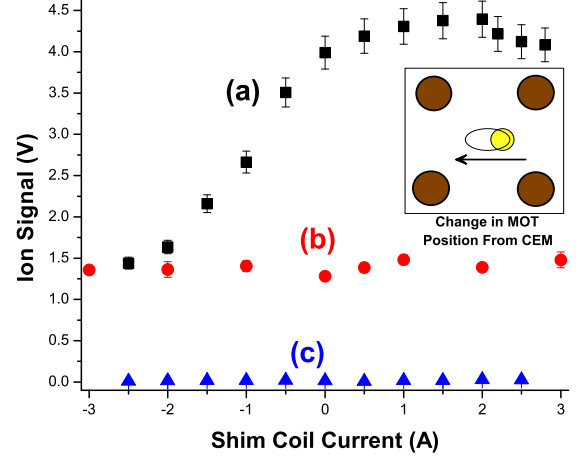 4.5
4.0
3.5
3.0
2.5
2.0
1.5
1.0
0.5
0.0
Ion Signal (V)
(a)
(b)
(c)
Change in MOT
Position From CEM
-3 -2 -1 0 1 2 3
Shim Coil Current (A)